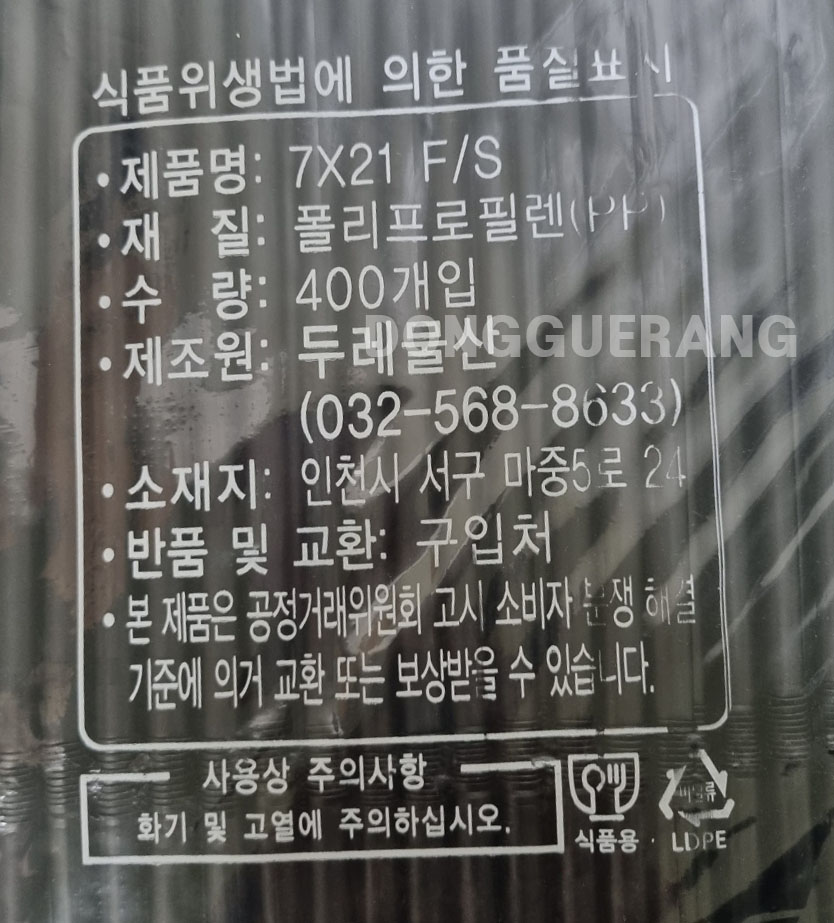 식품위생법에 의한 품질표시
• 제품명: 7X21 F/S
• 재 질: 폴리프로필렌(PP)
• 수 량: 400개입
• 제조원: 두레물산
DONGGUERANG
(032-568-8633)
• 소재지: 인천시 서구 마중5로 24
• 반품 및 교환: 구입처
• 본 제품은 공정거래위원회 고시 소비자 분쟁 해결
기준에 의거 교환 또는 보상받을 수 있습니다.
사용상 주의사항
화기 및 고열에 주의하십시오.
식품용
비닐류
LDPE